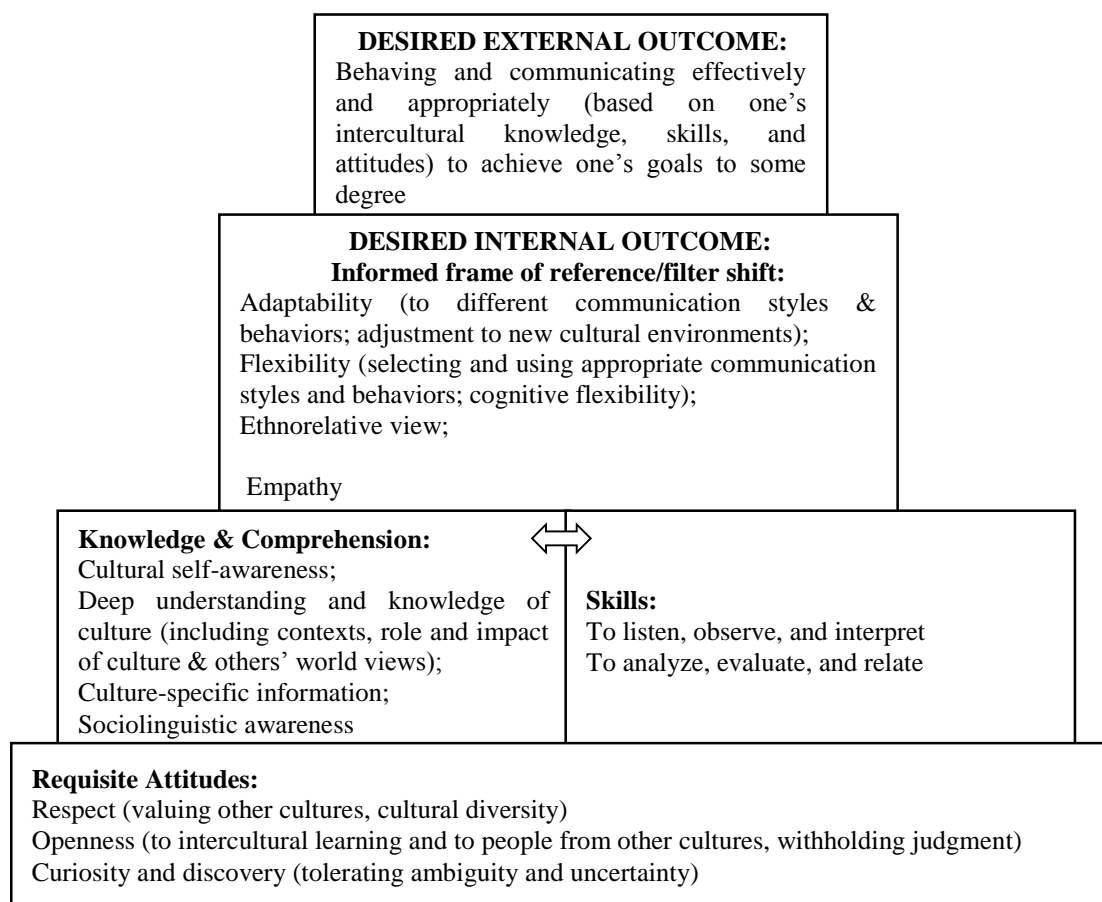 DESIRED EXTERNAL OUTCOME:
Behaving and communicating effectively
and appropriately (based on one’s
intercultural knowledge, skills, and
attitudes) to achieve one’s goals to some
degree
DESIRED INTERNAL OUTCOME:
Informed frame of reference/filter shift:
Adaptability (to different communication styles &
behaviors; adjustment to new cultural environments);
Flexibility (selecting and using appropriate communication
styles and behaviors; cognitive flexibility);
Ethnorelative view;
Empathy
Knowledge & Comprehension:
Cultural self-awareness;
Deep understanding and knowledge of
culture (including contexts, role and impact
of culture & others’ world views);
Culture-specific information;
Sociolinguistic awareness
Skills:
To listen, observe, and interpret
To analyze, evaluate, and relate
Requisite Attitudes:
Respect (valuing other cultures, cultural diversity)
Openness (to intercultural learning and to people from other cultures, withholding judgment)
Curiosity and discovery (tolerating ambiguity and uncertainty)